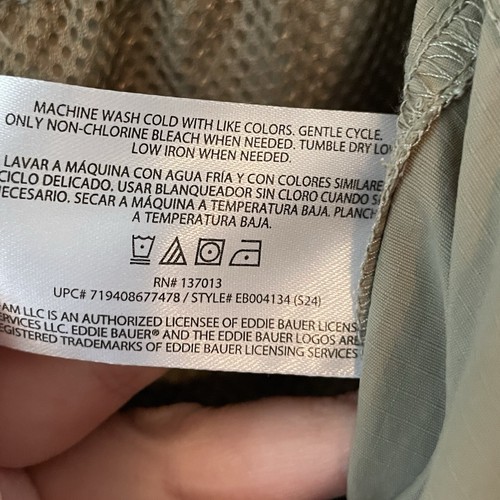 MACHINE WASH COLD WITH LIKE COLORS. GENTLE CYCLE.
ONLY NON-CHLORINE BLEACH WHEN NEEDED. TUMBLE DRY LO
LOW IRON WHEN NEEDED.
LAVAR A MÁQUINA CON AGUA FRÍA Y CON COLORES SIMILARE
CICLO DELICADO, USAR BLANQUEADOR SIN CLORO CUANDO S
NECESARIO. SECAR A MÁQUINA A TEMPERATURA BAJA. PLANCH
A TEMPERATURA BAJA.
RN# 137013
UPC# 719408677478 / STYLE# EB004134 (S24)
AM LLC IS AN AUTHORIZED LICENSEE OF EDDIE BAUER LICENS
SERVICES LLC. EDDIE BAUER® AND THE EDDIE BAUER LOGOS ARE
REGISTERED TRADEMARKS OF EDDIE BAUER LICENSING SERVICES